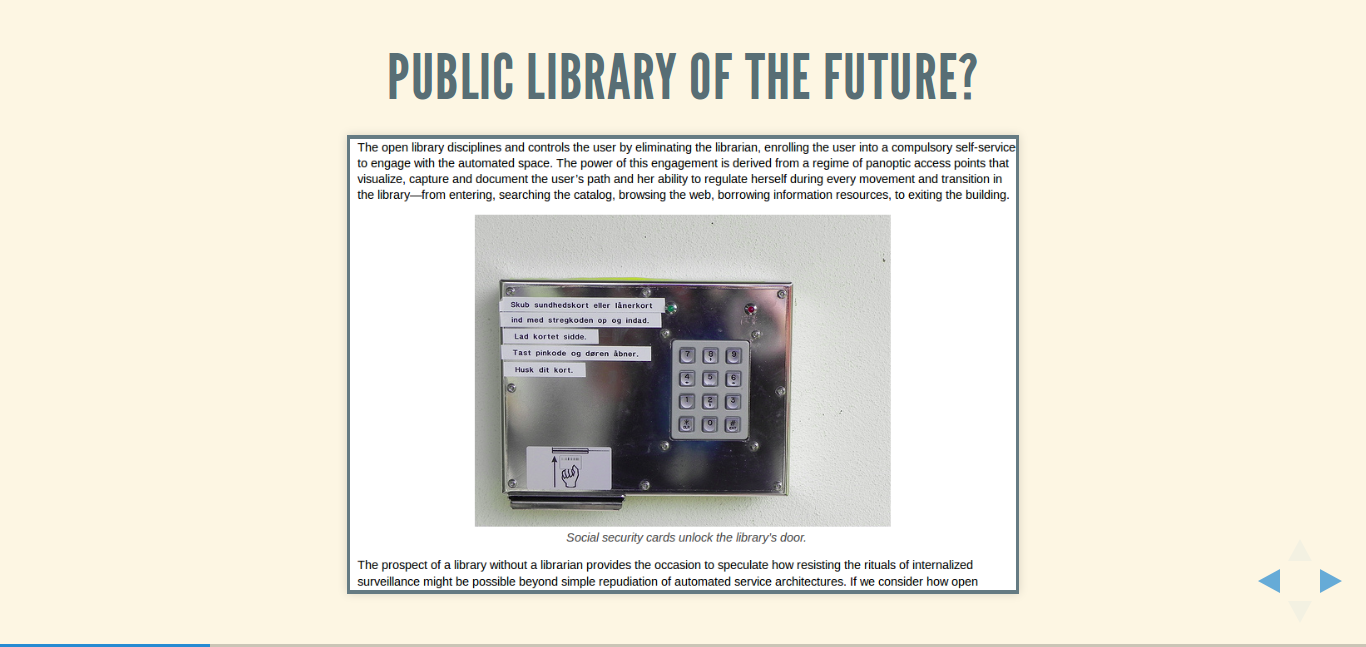 PUBLIC LIBRARY OF THE FUTURE?
The open library disciplines and controls the user by eliminating the librarian, enrolling the user into a compulsory self-service
to engage with the automated space. The power of this engagement is derived from a regime of panoptic access points that
visualize, capture and document the user’s path and her ability to regulate herself during every movement and transition in
the library—from entering, searching the catalog, browsing the web, borrowing information resources, to exiting the building.
Skub sundhedskort eller lånerkort
ind med stregkoden op og indad.
Lad kortet sidde.
Tast pinkode og døren åbner.
Husk dit kort.
7 8 9
4 5 6
1 2 3
* 0 #
Social security cards unlock the library's door.
The prospect of a library without a librarian provides the occasion to speculate how resisting the rituals of internalized
surveillance might be possible beyond simple repudiation of automated service architectures. If we consider how open